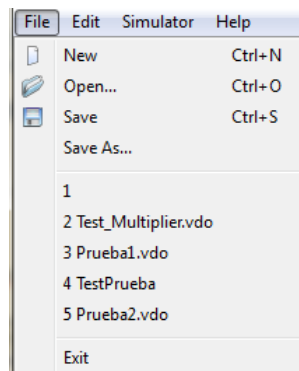 File Edit Simulator Help
New Ctrl+N
Open... Ctrl+O
Save Ctrl+S
Save As...
1
2 Test_Multiplier.vdo
3 Prueba1.vdo
4 TestPrueba
5 Prueba2.vdo
Exit